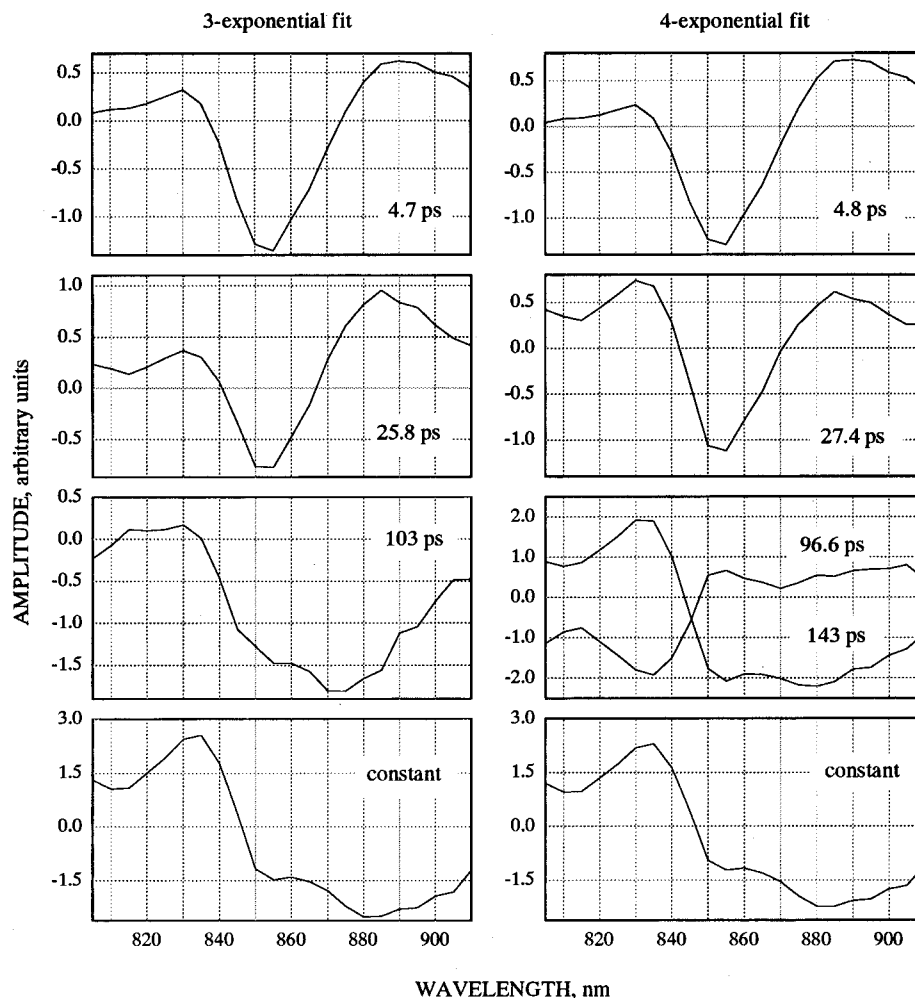 3-exponential fit
4-exponential fit
0.5
0.0
-0.5
-1.0
4.7 ps
0.5
0.0
-0.5
-1.0
4.8 ps
1.0
0.5
0.0
-0.5
25.8 ps
0.5
0.0
-0.5
-1.0
27.4 ps
AMPLITUDE, arbitrary units
0.5
0.0
-0.5
-1.0
-1.5
103 ps
2.0
1.0
0.0
-1.0
-2.0
96.6 ps
143 ps
3.0
1.5
0.0
-1.5
constant
3.0
1.5
0.0
-1.5
constant
820 840 860 880 900
820 840 860 880 900
WAVELENGTH, nm